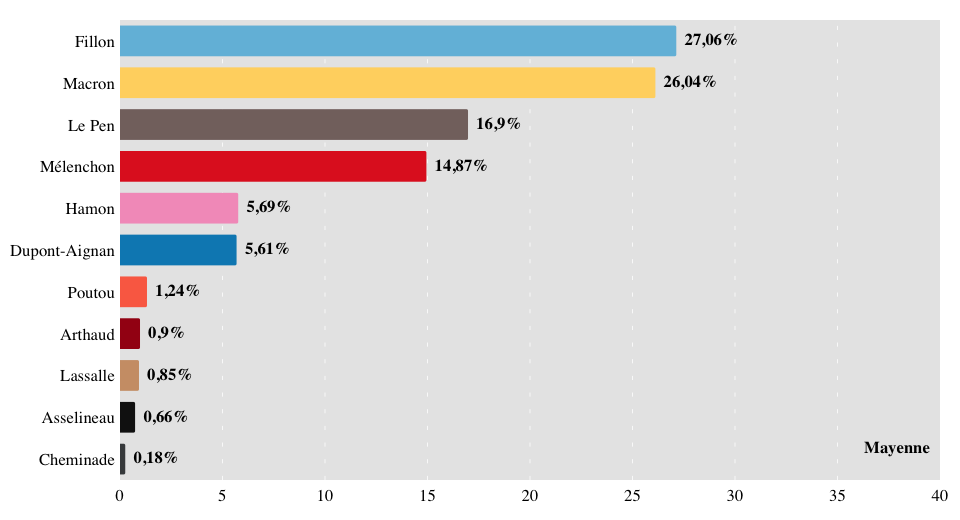 Fillon 27,06%
Macron 26,04%
Le Pen 16,9%
Mélenchon 14,87%
Hamon 5,69%
Dupont-Aignan 5,61%
Poutou 1,24%
Arthaud 0,9%
Lassalle 0,85%
Asselineau 0,66%
Mayenne
Cheminade 0,18%
0 5 10 15 20 25 30 35 40